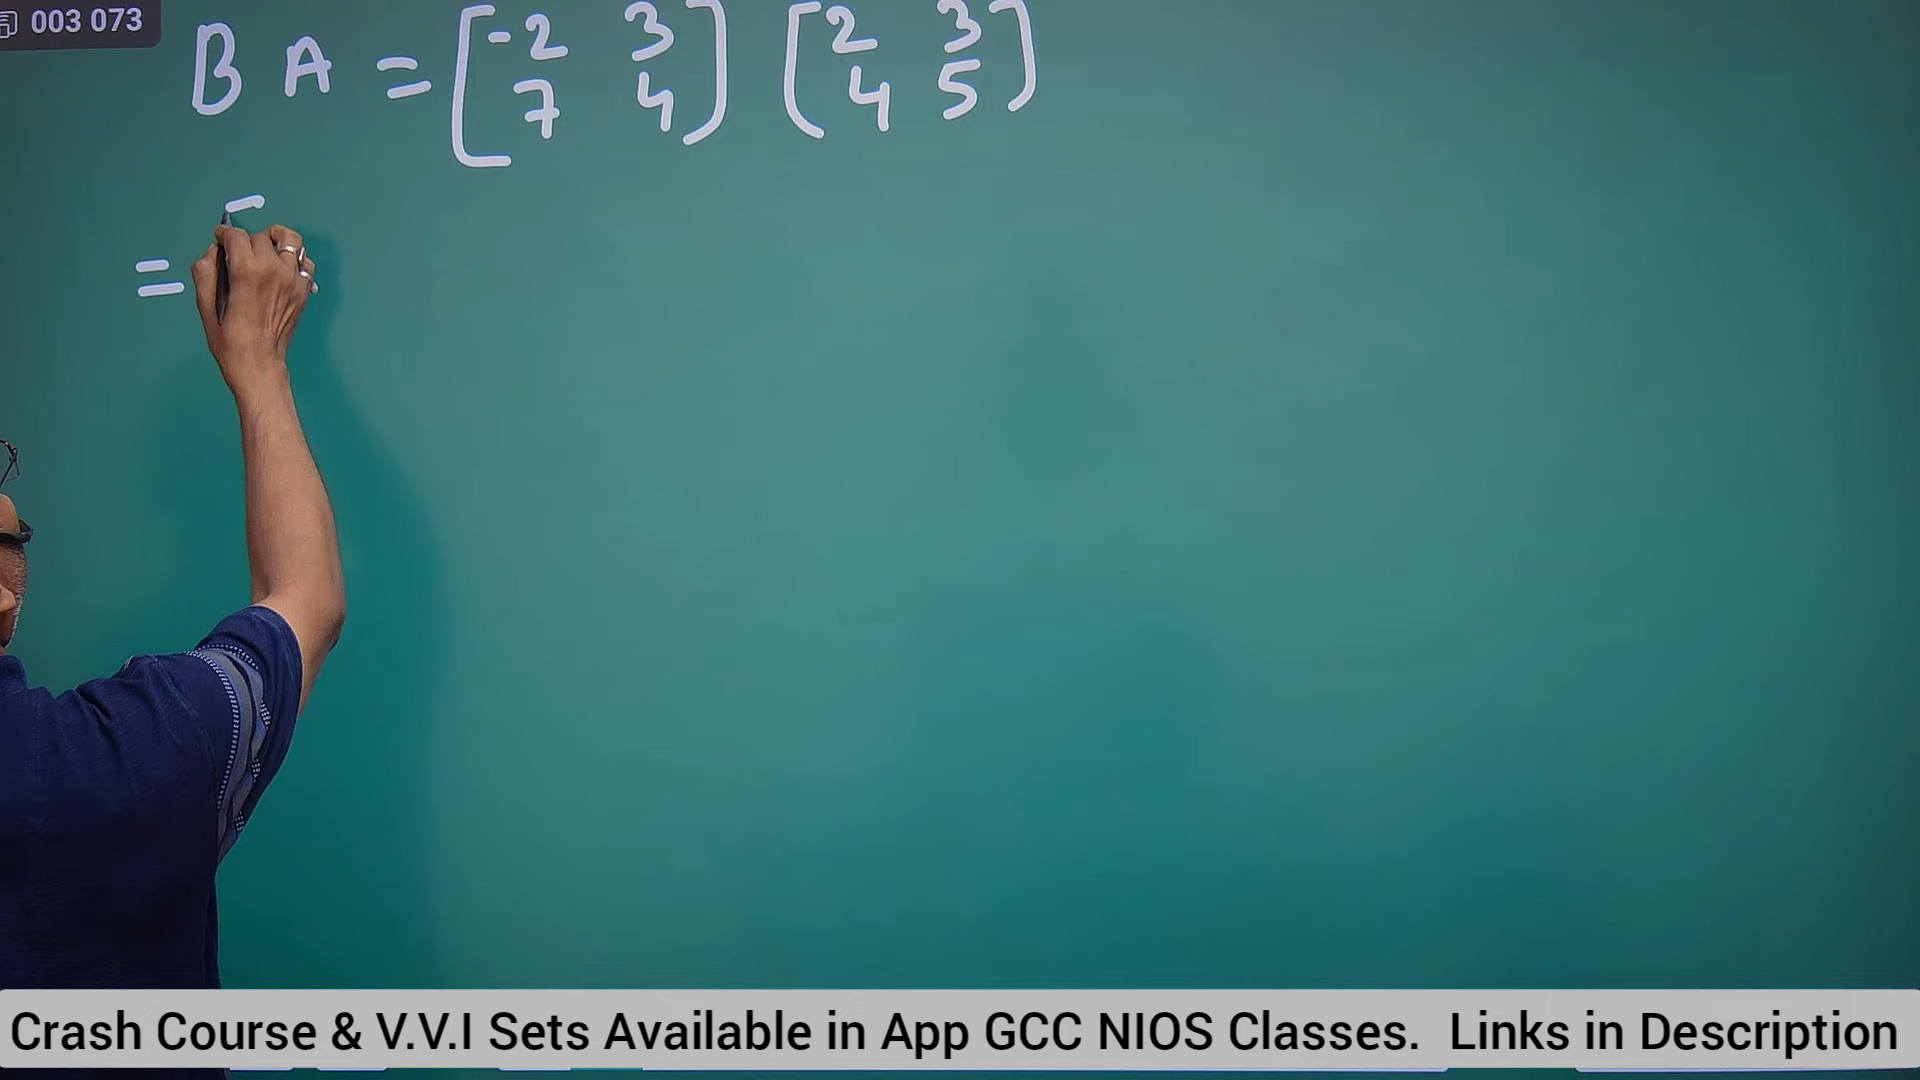 003 073
B A = [-2 3] [2 3]
7 4 4 5
=
Crash Course & V.V.I Sets Available in App GCC NIOS Classes. Links in Description